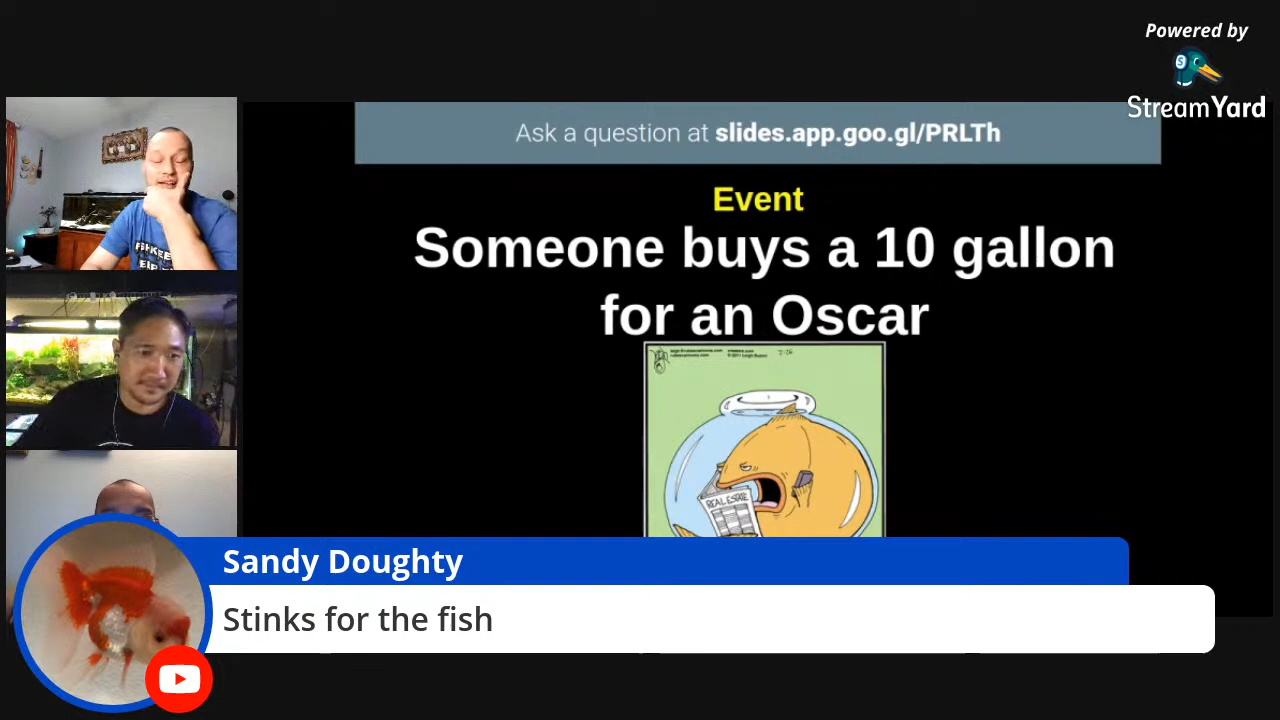 Powered by
StreamYard
Ask a question at slides.app.goo.gl/PRLTh
Event
Someone buys a 10 gallon
for an Oscar
REAL ESTATE
Sandy Doughty
Stinks for the fish